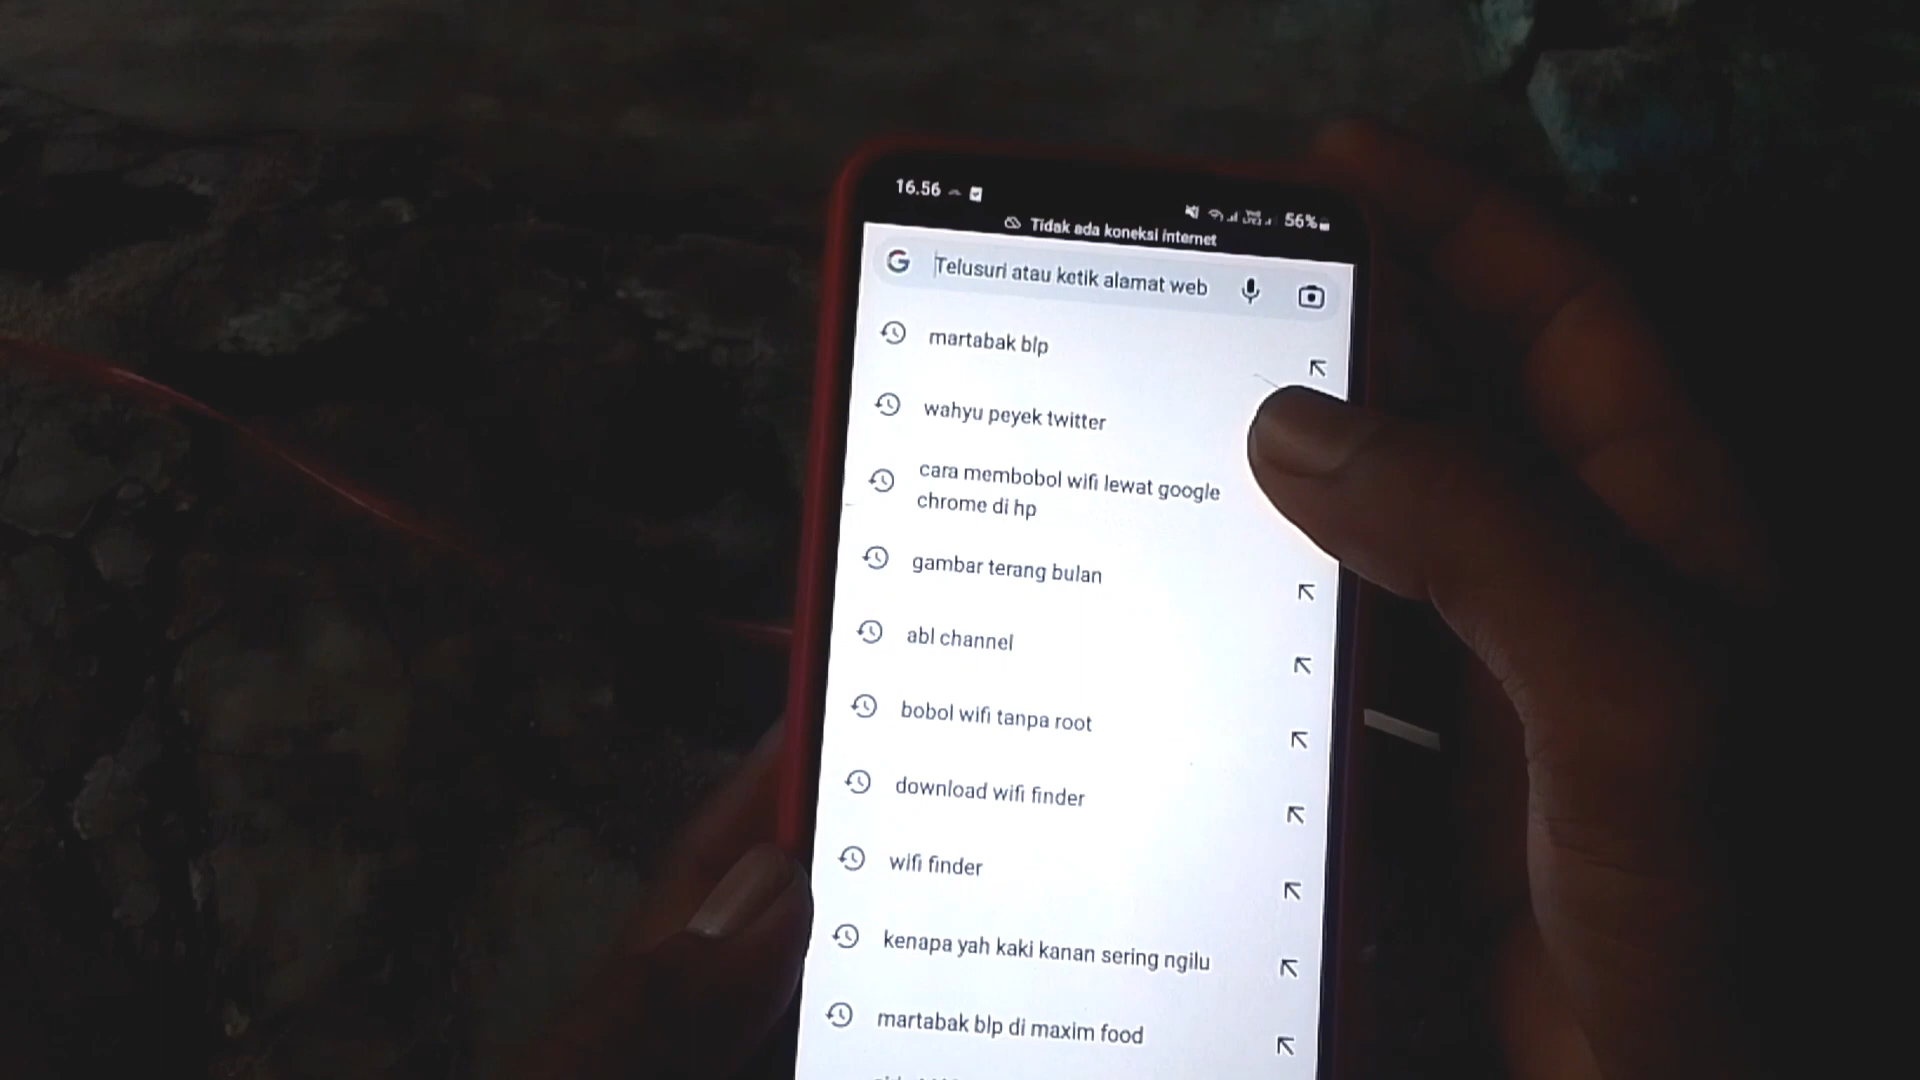 16.56
56%
Tidak ada koneksi internet
Telusuri atau ketik alamat web
martabak blp
wahyu peyek twitter
cara membobol wifi lewat google
chrome di hp
gambar terang bulan
abl channel
bobol wifi tanpa root
download wifi finder
wifi finder
kenapa yah kaki kanan sering ngilu
martabak blp di maxim food